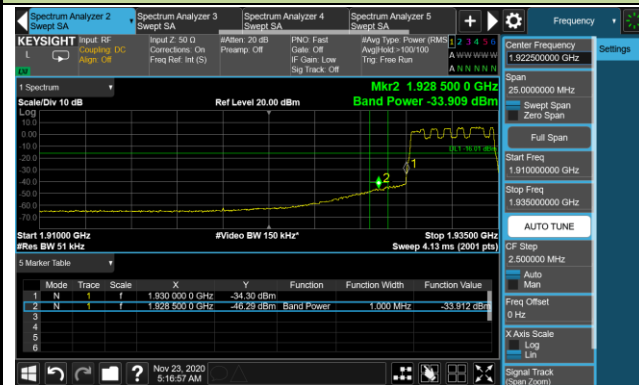 Spectrum Analyzer 2
Swept SA
Spectrum Analyzer 3
Swept SA
Spectrum Analyzer 4
Swept SA
Spectrum Analyzer 5
Swept SA
+
Frequency
KEYSIGHT
L
Input: RF
Coupling: DC
Align: Off
Input Z: 50 Ω
Corrections: On
Freq Ref: Int (S)
#Atten: 20 dB
Preamp: Off
PNO: Fast
Gate: Off
IF Gain: Low
Sig Track: Off
#Avg Type: Power (RMS
Avg|Hold:>100/100
Trig: Free Run
1 2 3 4 5 6
A W W W W W
A N N N N N
1 Spectrum
Scale/Div 10 dB
Ref Level 20.00 dBm
Mkr2 1.928 500 0 GHz
Band Power -33.909 dBm
Log
10.0
0.00
-10.0
-20.0
-30.0
-40.0
-50.0
-60.0
-70.0
DL1 -16.01 dBm
1
2
Start 1.91000 GHz
#Res BW 51 kHz
#Video BW 150 kHz*
Stop 1.93500 GHz
Sweep 4.13 ms (2001 pts)
5 Marker Table
Mode Trace Scale X Y Function Function Width Function Value
1 N 1 f 1.930 000 0 GHz -34.30 dBm
2 N 1 f 1.928 500 0 GHz -46.29 dBm Band Power 1.000 MHz -33.912 dBm
3
4
5
6
Nov 23, 2020
5:16:57 AM
?
Center Frequency
1.922500000 GHz
Settings
Span
25.0000000 MHz
Swept Span
Zero Span
Full Span
Start Freq
1.910000000 GHz
Stop Freq
1.935000000 GHz
AUTO TUNE
CF Step
2.500000 MHz
Auto
Man
Freq Offset
0 Hz
X Axis Scale
Log
Lin
Signal Track
(Span Zoom)